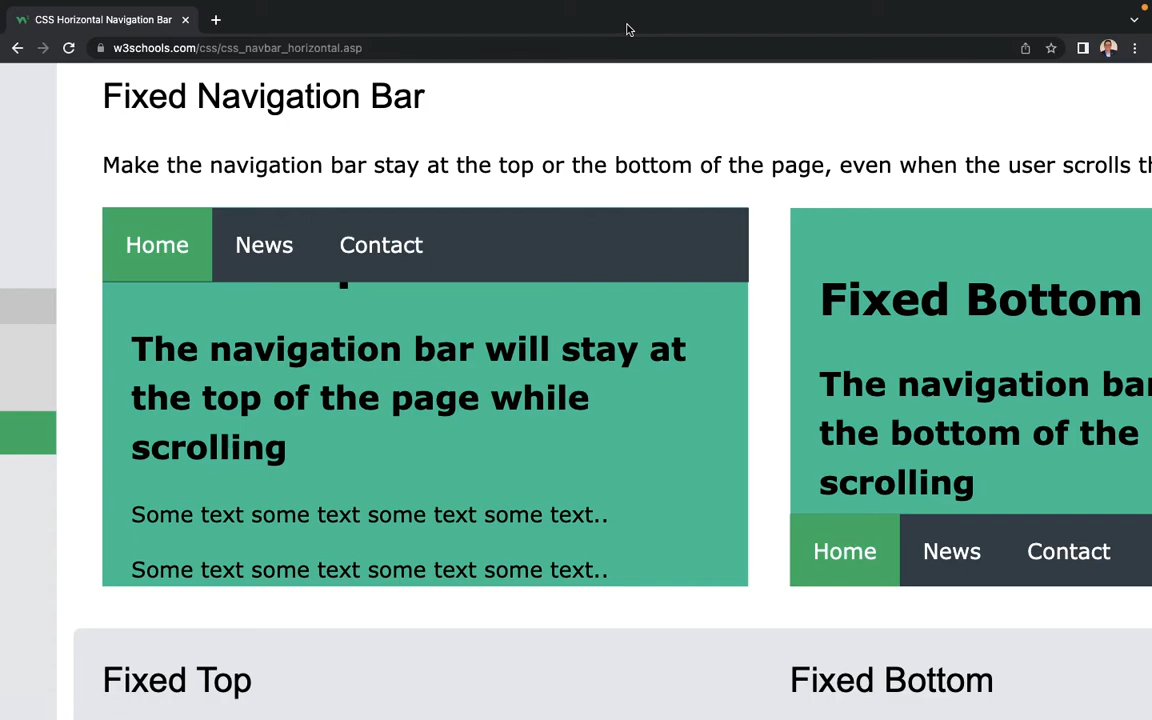 CSS Horizontal Navigation Bar
w3schools.com/css/css_navbar_horizontal.asp
Fixed Navigation Bar
Make the navigation bar stay at the top or the bottom of the page, even when the user scrolls
Home News Contact
The navigation bar will stay at
the top of the page while
scrolling
Some text some text some text some text..
Some text some text some text some text..
Fixed Bottom
The navigation
the bottom of the
scrolling
Home News Contact
Fixed Top
Fixed Bottom